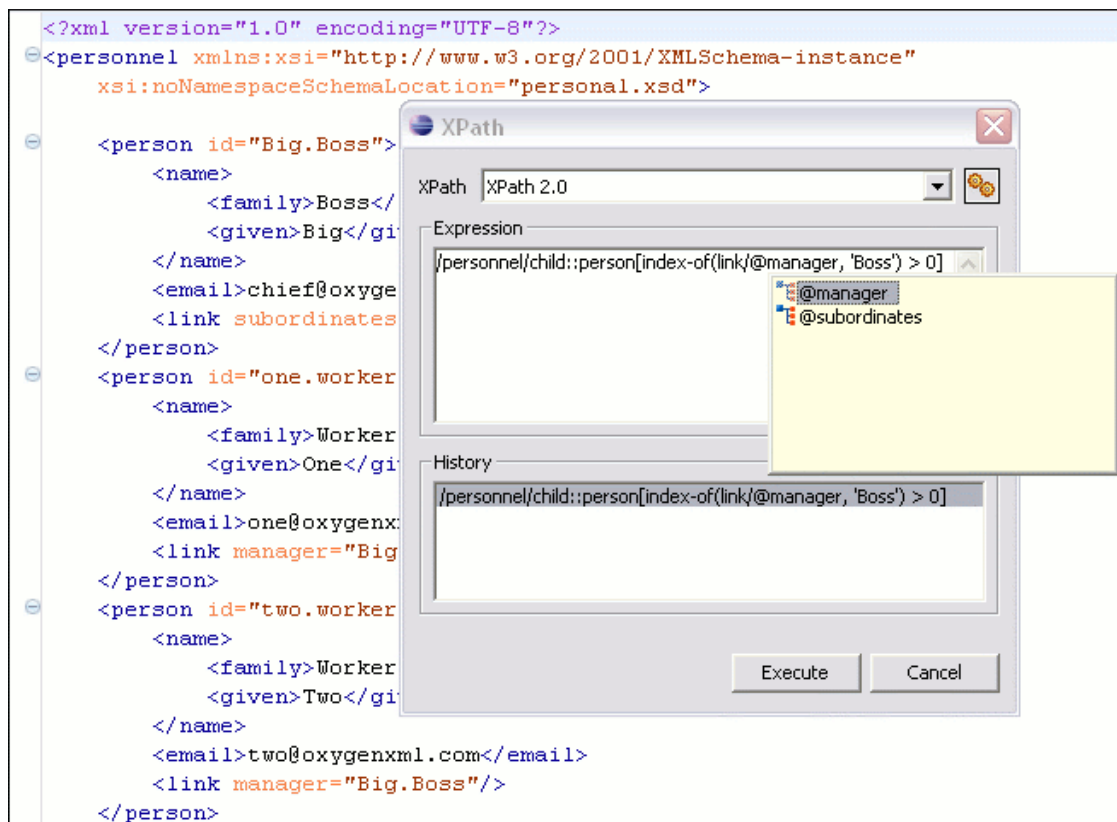 <?xml version="1.0" encoding="UTF-8"?>
<personnel xmlns:xsi="http://www.w3.org/2001/XMLSchema-instance"
xsi:noNamespaceSchemaLocation="personal.xsd">
<person id="Big.Boss">
<name>
<family>Boss</
<given>Big</gi
</name>
<email>chief@oxyge
<link subordinates
</person>
<person id="one.worker
<name>
<family>Worker
<given>One</gi
</name>
<email>one@oxygenx
<link manager="Big
</person>
<person id="two.worker
<name>
<family>Worker
<given>Two</gi
</name>
<email>two@oxygenxml.com</email>
<link manager="Big.Boss"/>
</person>
XPath
XPath XPath 2.0
Expression
/personnel/child::person[index-of(link/@manager, 'Boss') > 0]
@manager
@subordinates
History
/personnel/child::person[index-of(link/@manager, 'Boss') > 0]
Execute Cancel